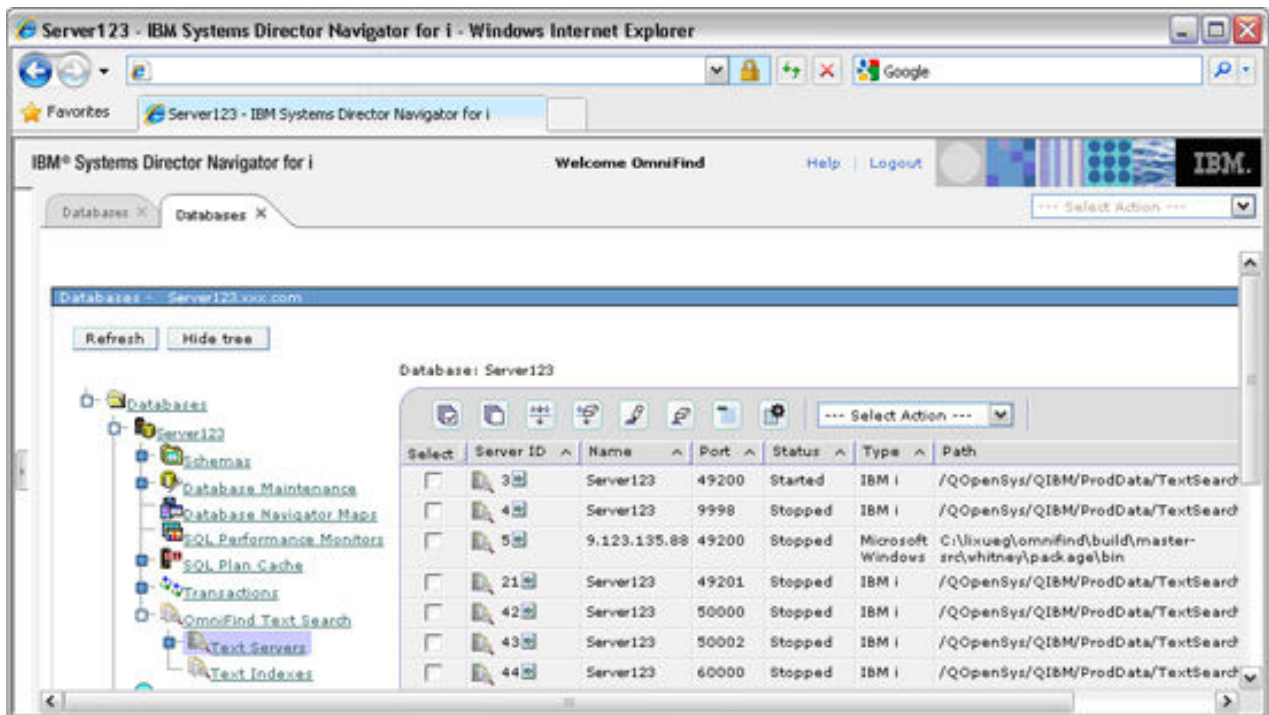 Server123 - IBM Systems Director Navigator for i - Windows Internet Explorer
Google
Favorites
Server123 - IBM Systems Director Navigator for i
IBM® Systems Director Navigator for i
Welcome OmniFind
Help | Logout
IBM.
Databases
Databases
--- Select Action ---
Databases - Server123.xxx.com
Refresh
Hide tree
Databases
Server123
Schemas
Database Maintenance
Database Navigator Maps
SQL Performance Monitors
SQL Plan Cache
Transactions
OmniFind Text Search
Text Servers
Text Indexes
Database: Server123
--- Select Action ---
Select Server ID Name Port Status Type Path
3 Server123 49200 Started IBM i /QOpenSys/QIBM/ProdData/TextSearch
4 Server123 9998 Stopped IBM i /QOpenSys/QIBM/ProdData/TextSearch
5 9.123.135.88 49200 Stopped Microsoft Windows C:\lixueg\omnifind\build\master-
src\whitney\package\bin
21 Server123 49201 Stopped IBM i /QOpenSys/QIBM/ProdData/TextSearch
42 Server123 50000 Stopped IBM i /QOpenSys/QIBM/ProdData/TextSearch
43 Server123 50002 Stopped IBM i /QOpenSys/QIBM/ProdData/TextSearch
44 Server123 60000 Stopped IBM i /QOpenSys/QIBM/ProdData/TextSearch